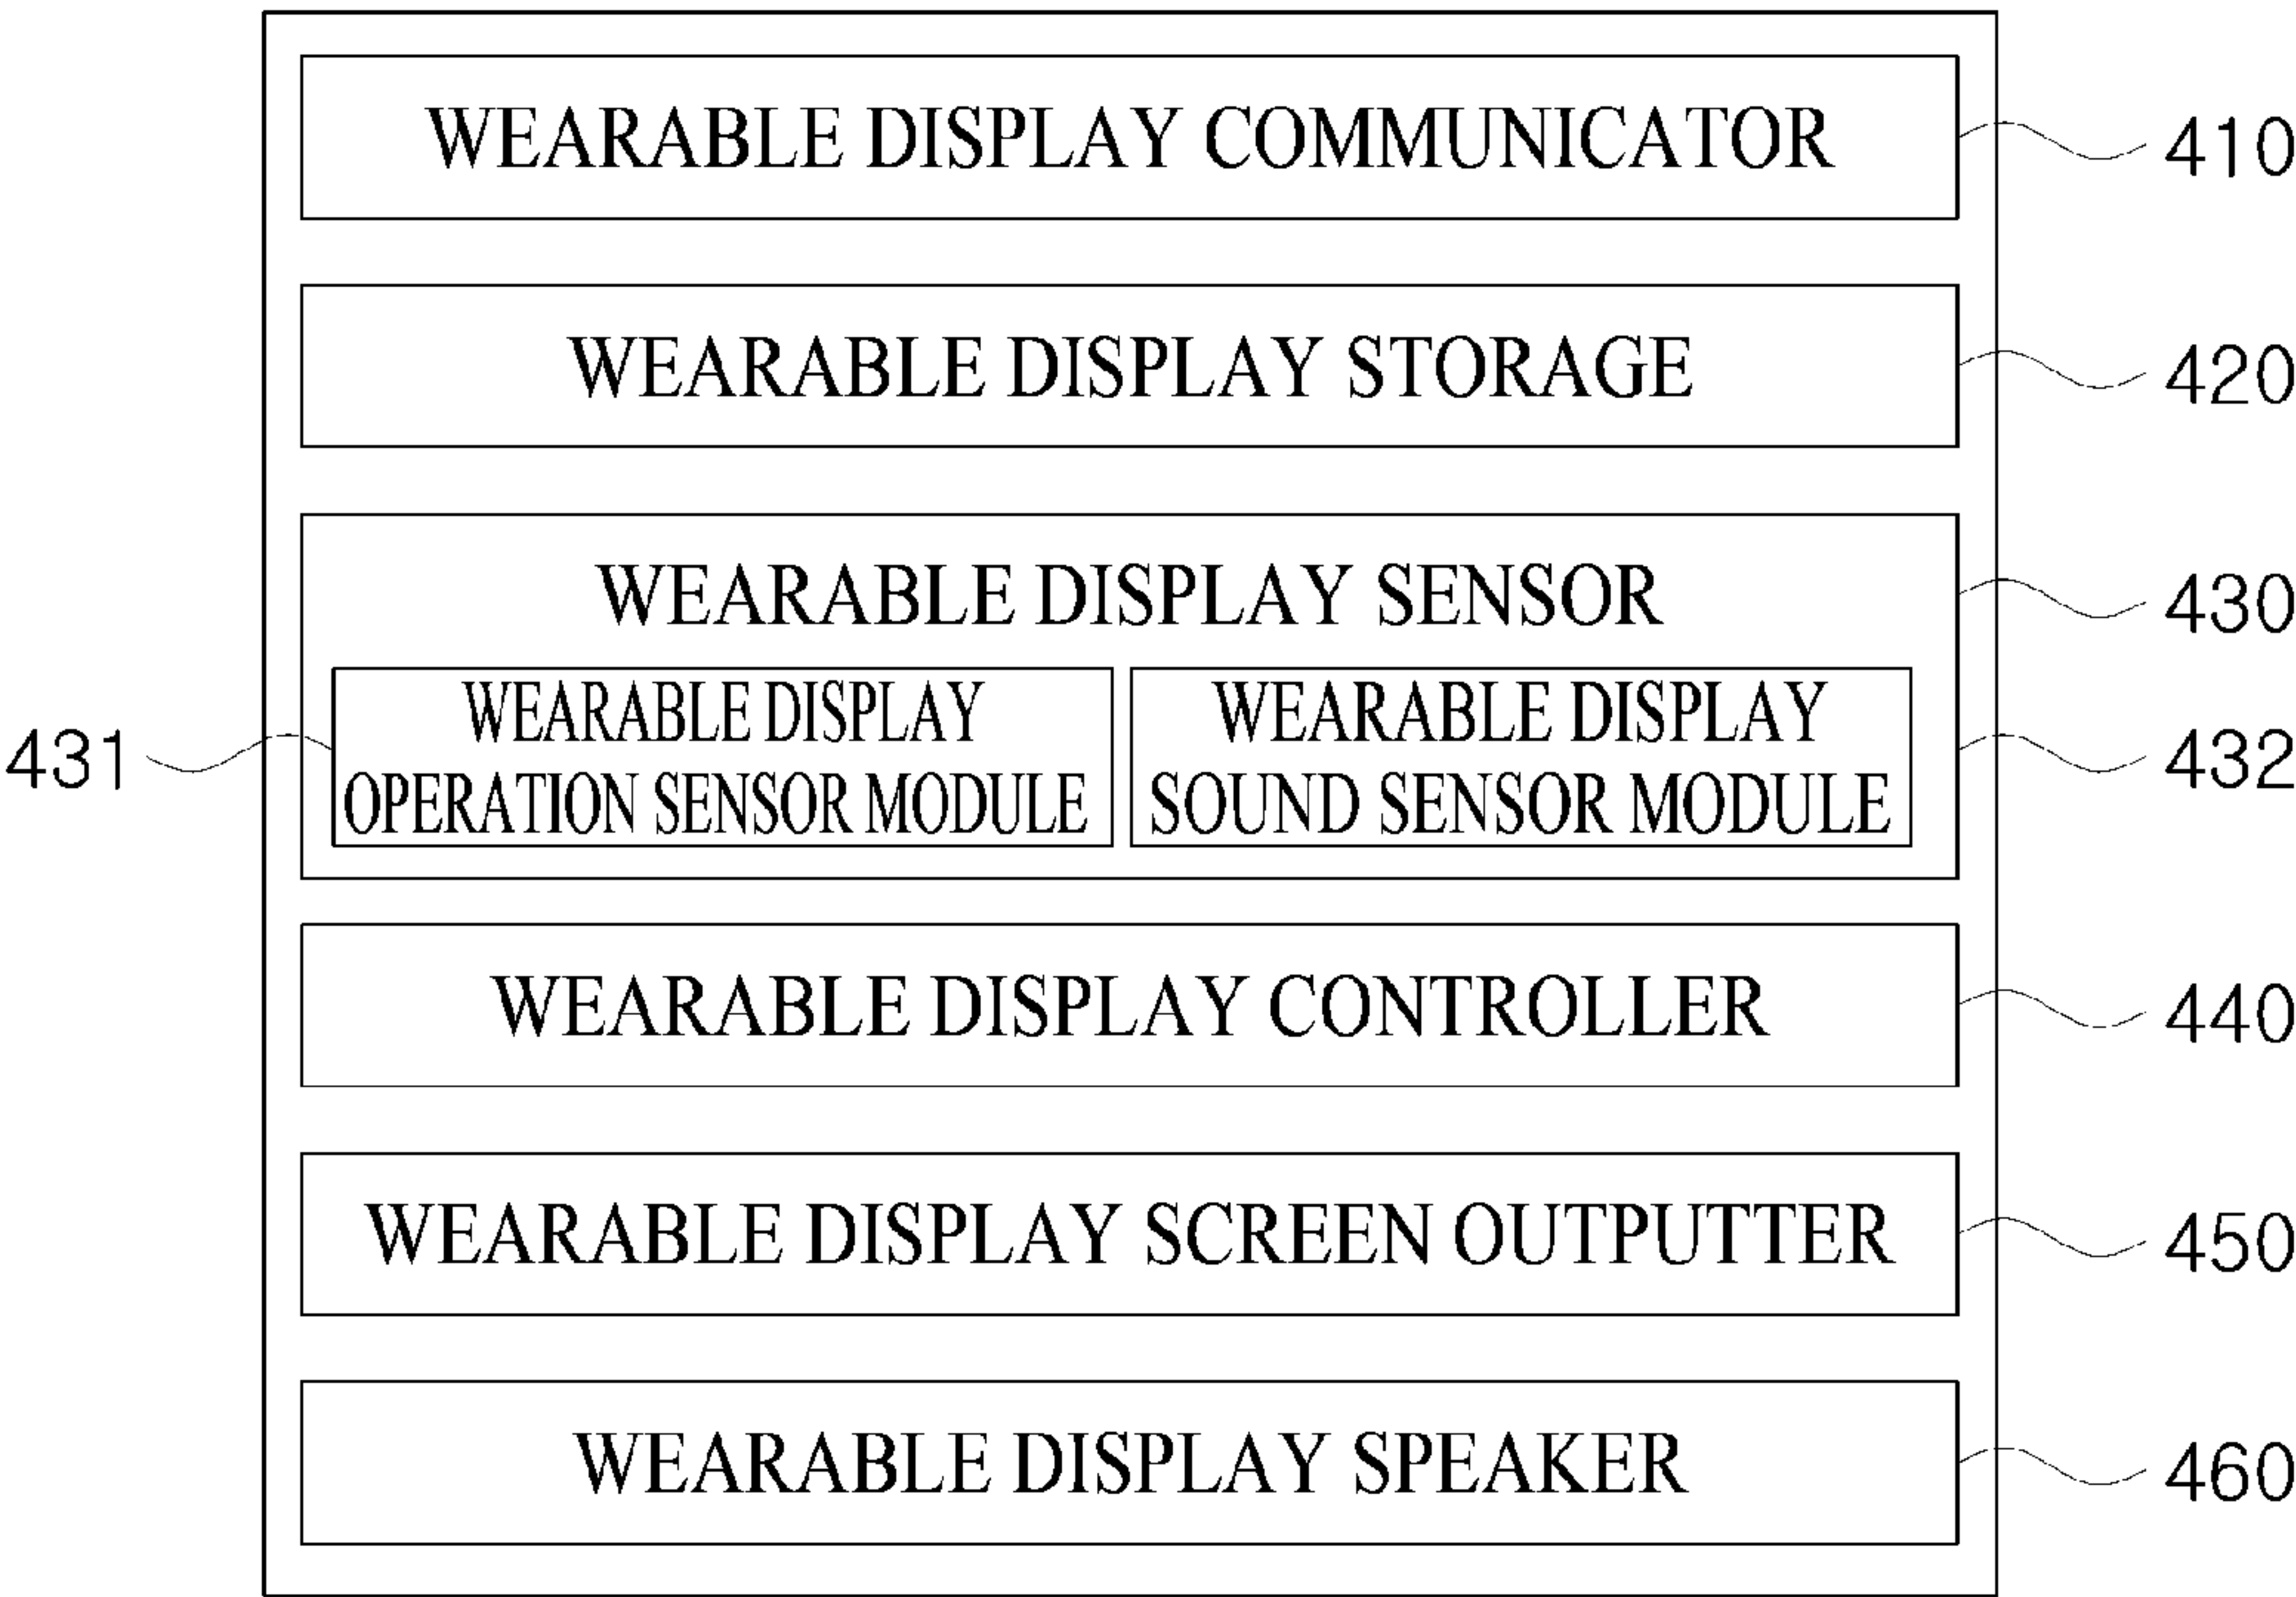 WEARABLE DISPLAY COMMUNICATOR
410
WEARABLE DISPLAY STORAGE
420
WEARABLE DISPLAY SENSOR
430
431
WEARABLE DISPLAY
OPERATION SENSOR MODULE
WEARABLE DISPLAY
SOUND SENSOR MODULE
432
WEARABLE DISPLAY CONTROLLER
440
WEARABLE DISPLAY SCREEN OUTPUTTER
450
WEARABLE DISPLAY SPEAKER
460